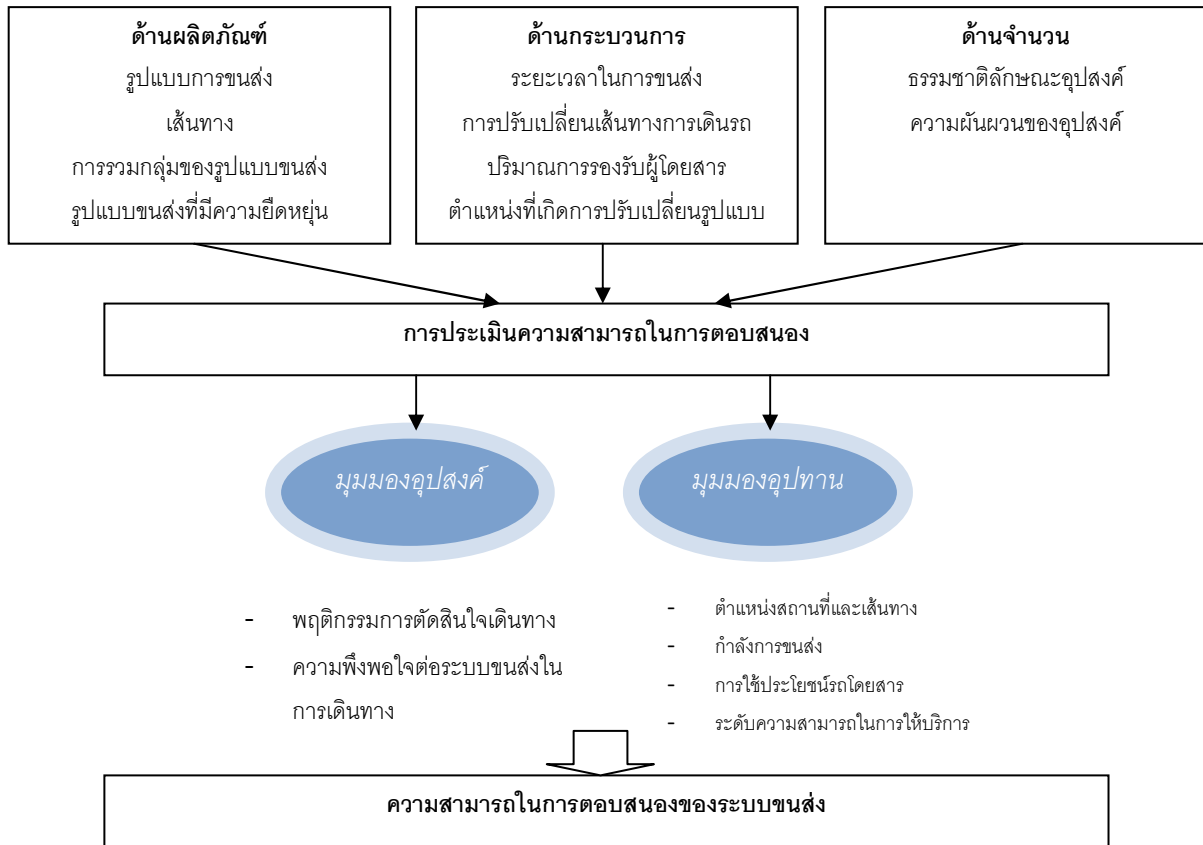 ด้านผลิตภัณฑ์
รูปแบบการขนส่ง
เส้นทาง
การรวมกลุ่มของรูปแบบขนส่ง
รูปแบบขนส่งที่มีความยืดหยุ่น
ด้านกระบวนการ
ระยะเวลาในการขนส่ง
การปรับเปลี่ยนเส้นทางการเดินรถ
ปริมาณการรองรับผู้โดยสาร
ตำแหน่งที่เกิดการปรับเปลี่ยนรูปแบบ
ด้านจำนวน
ธรรมชาติลักษณะอุปสงค์
ความผันผวนของอุปสงค์
การประเมินความสามารถในการตอบสนอง
มุมมองอุปสงค์
มุมมองอุปทาน
- พฤติกรรมการตัดสินใจเดินทาง
- ความพึงพอใจต่อระบบขนส่งใน
การเดินทาง
- ตำแหน่งสถานที่และเส้นทาง
- กำลังการขนส่ง
- การใช้ประโยชน์รถโดยสาร
- ระดับความสามารถในการให้บริการ
ความสามารถในการตอบสนองของระบบขนส่ง